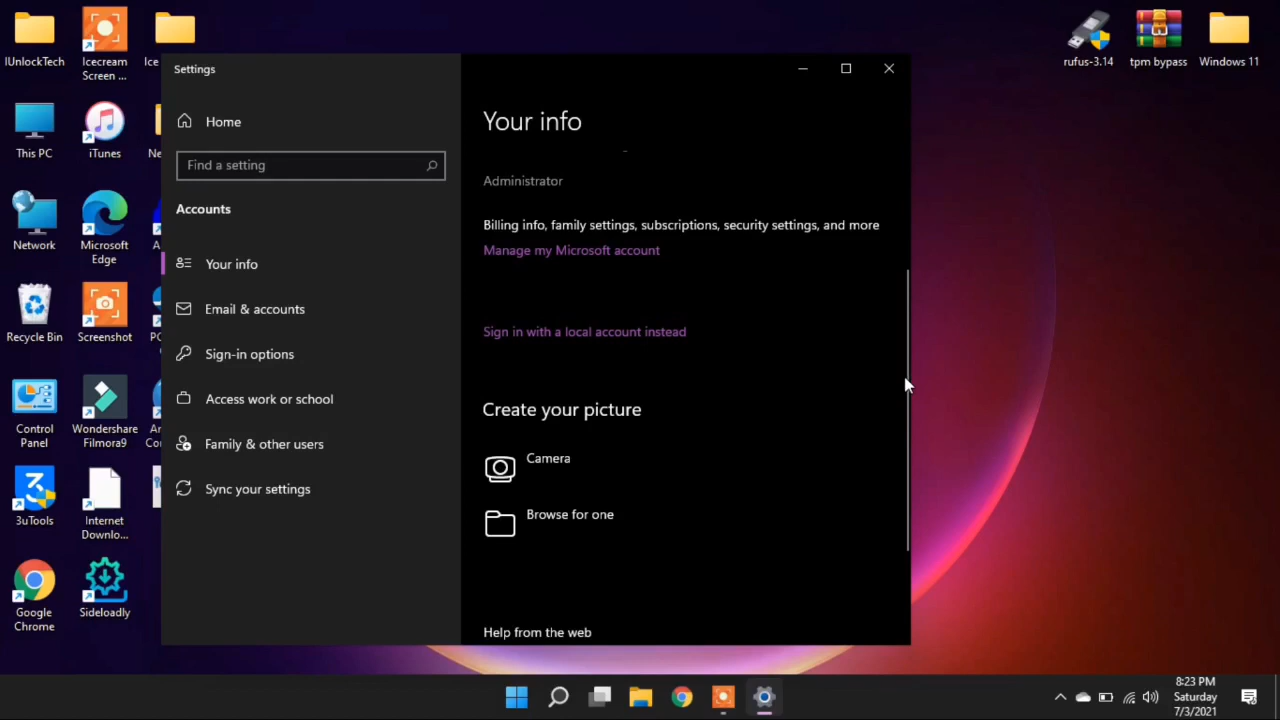 IUnlockTech
Icecream
Screen ...
Ice
This PC
iTunes
Ne
Network
Microsoft
Edge
A
Recycle Bin
Screenshot
PC
Control
Panel
Wondershare
Filmora9
An
Co
3uTools
Internet
Downlo...
Google
Chrome
Sideloadly
rufus-3.14
tpm bypass
Windows 11
Settings
Home
Find a setting
Accounts
Your info
Email & accounts
Sign-in options
Access work or school
Family & other users
Sync your settings
Your info
Administrator
Billing info, family settings, subscriptions, security settings, and more
Manage my Microsoft account
Sign in with a local account instead
Create your picture
Camera
Browse for one
Help from the web
8:23 PM
Saturday
7/3/2021